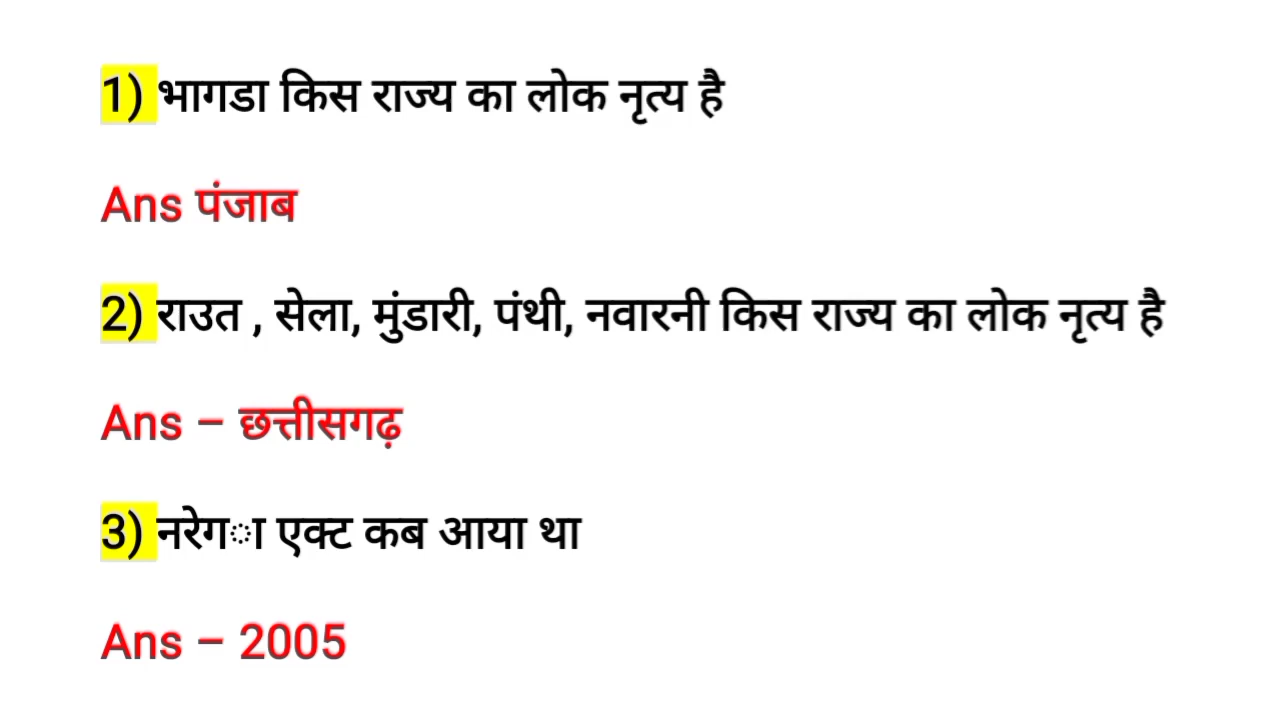 1) भागडा किस राज्य का लोक नृत्य है
Ans पंजाब
2) राउत , सेला, मुंडारी, पंथी, नवारनी किस राज्य का लोक नृत्य है
Ans – छत्तीसगढ़
3) नरेग​ा एक्ट कब आया था
Ans – 2005